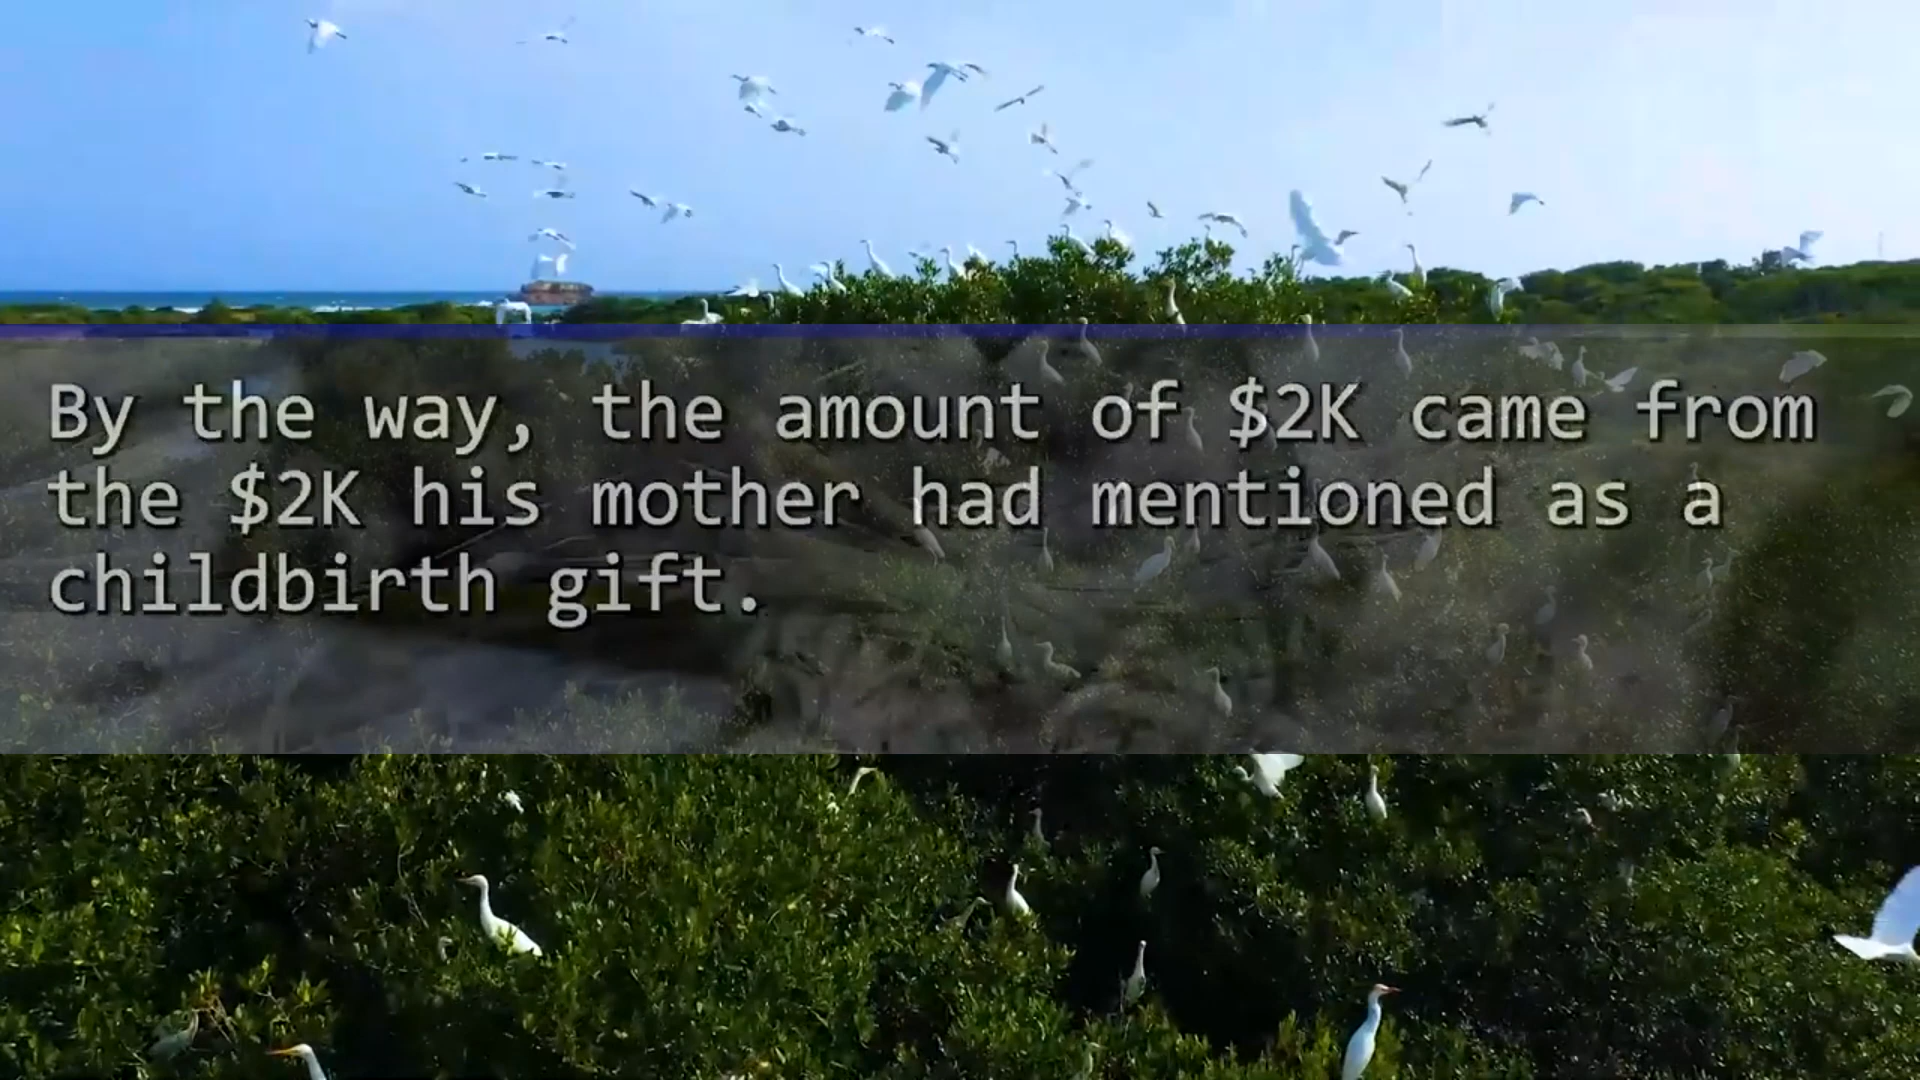 By the way, the amount of $2K came from
the $2K his mother had mentioned as a
childbirth gift.